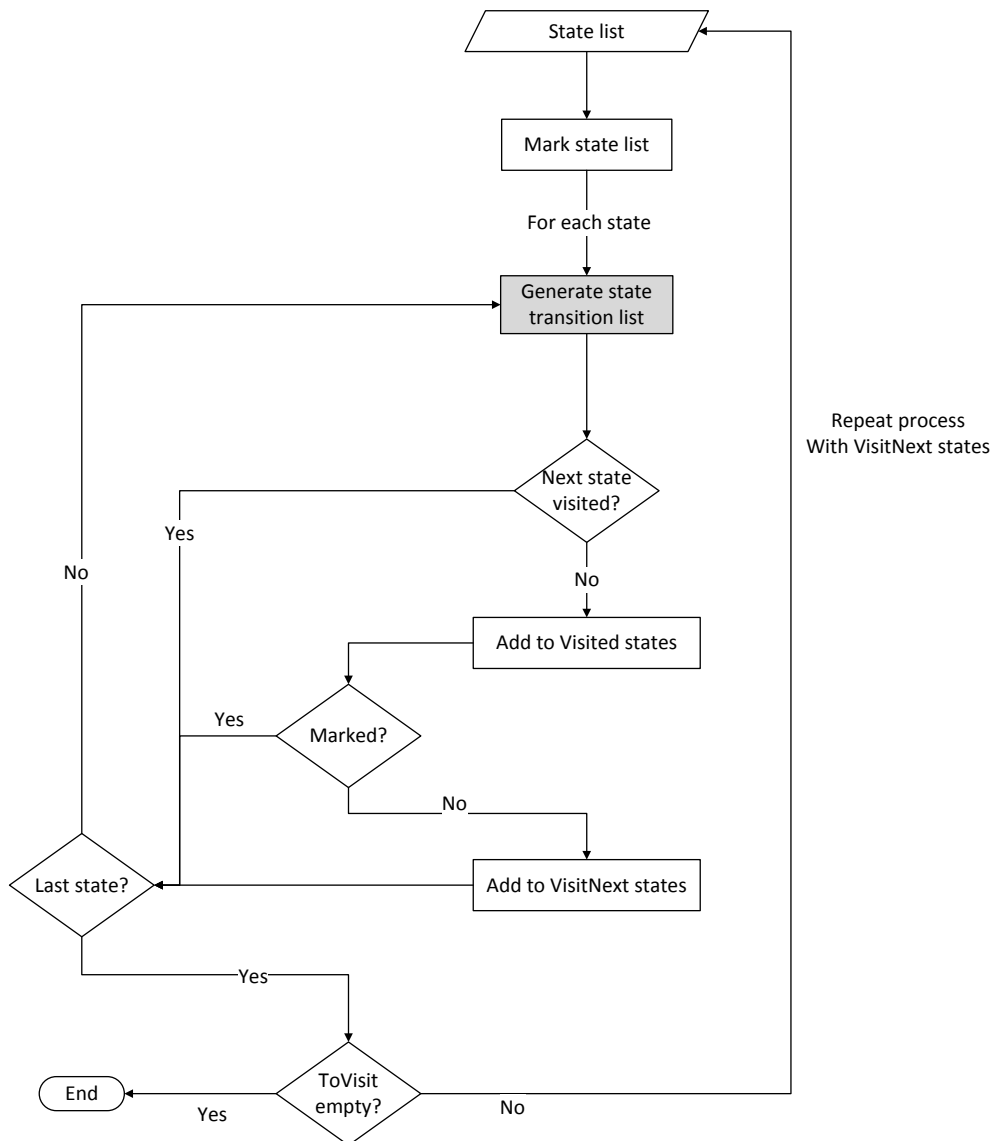 State list
Mark state list
For each state
Generate state
transition list
Repeat process
With VisitNext states
Next state
visited?
Yes
No
No
Add to Visited states
Yes
Marked?
No
Last state?
Add to VisitNext states
Yes
ToVisit
empty?
End
Yes
No